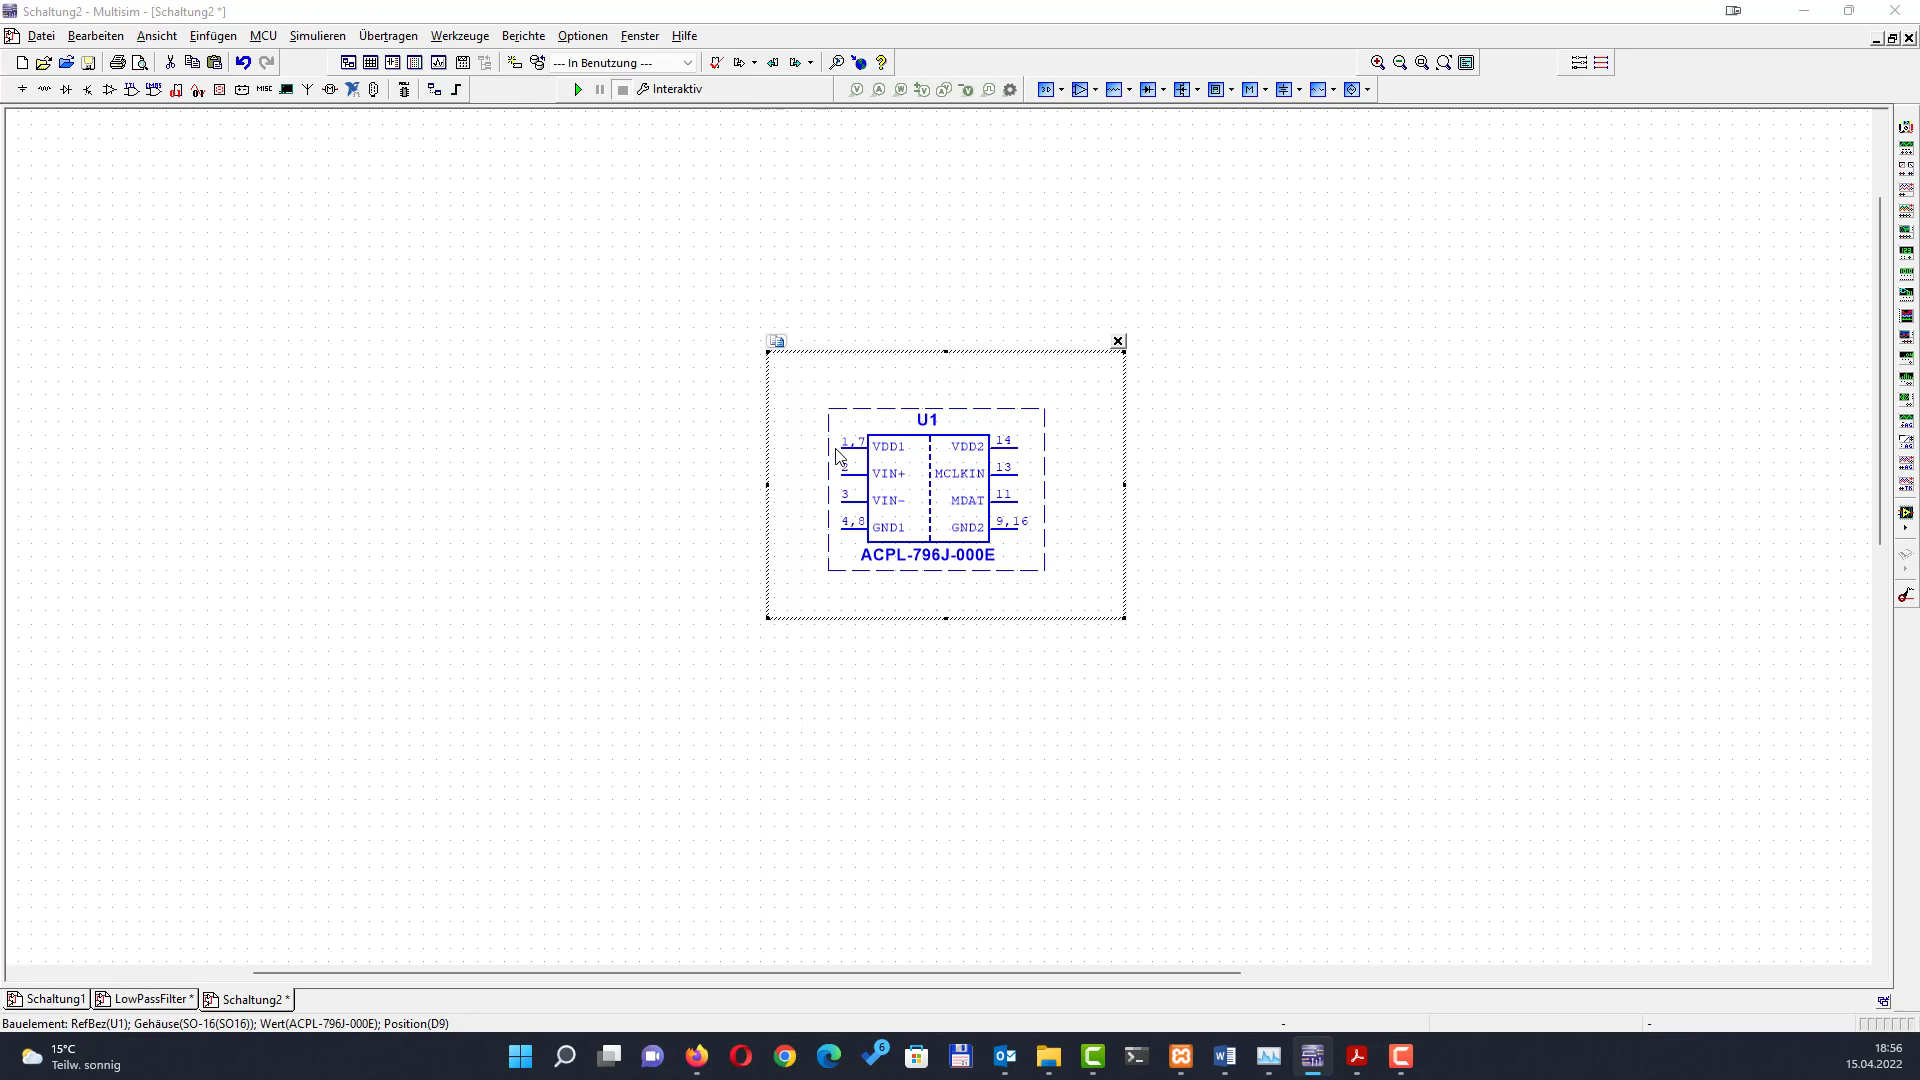 Schaltung2 - Multisim - [Schaltung2 *]
Datei Bearbeiten Ansicht Einfügen MCU Simulieren Übertragen Werkzeuge Berichte Optionen Fenster Hilfe
--- In Benutzung ---
Interaktiv
U1
1,7 VDD1 VDD2 14
2 VIN+ MCLKIN 13
3 VIN- MDAT 11
4,8 GND1 GND2 9,16
ACPL-796J-000E
Schaltung1 LowPassFilter * Schaltung2 *
Bauelement: RefBez(U1); Gehäuse(SO-16(SO16)); Wert(ACPL-796J-000E); Position(D9) - -
15°C
Teilw. sonnig
6
18:56
15.04.2022